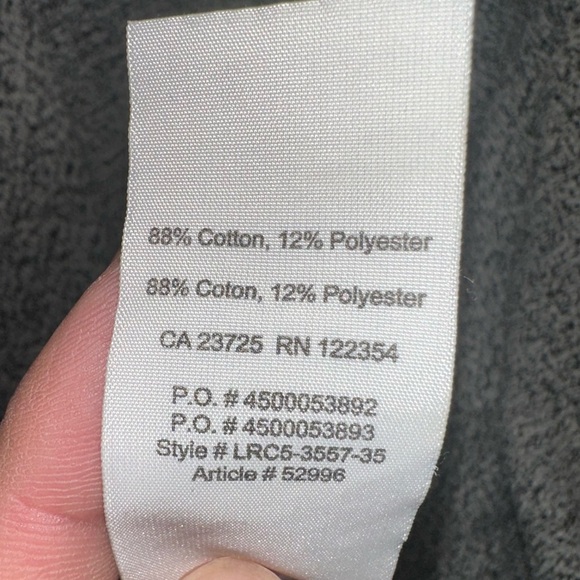 88% Cotton, 12% Polyester
88% Coton, 12% Polyester
CA 23725 RN 122354
P.O. # 4500053892
P.O. # 4500053893
Style # LRC5-3557-35
Article # 52996